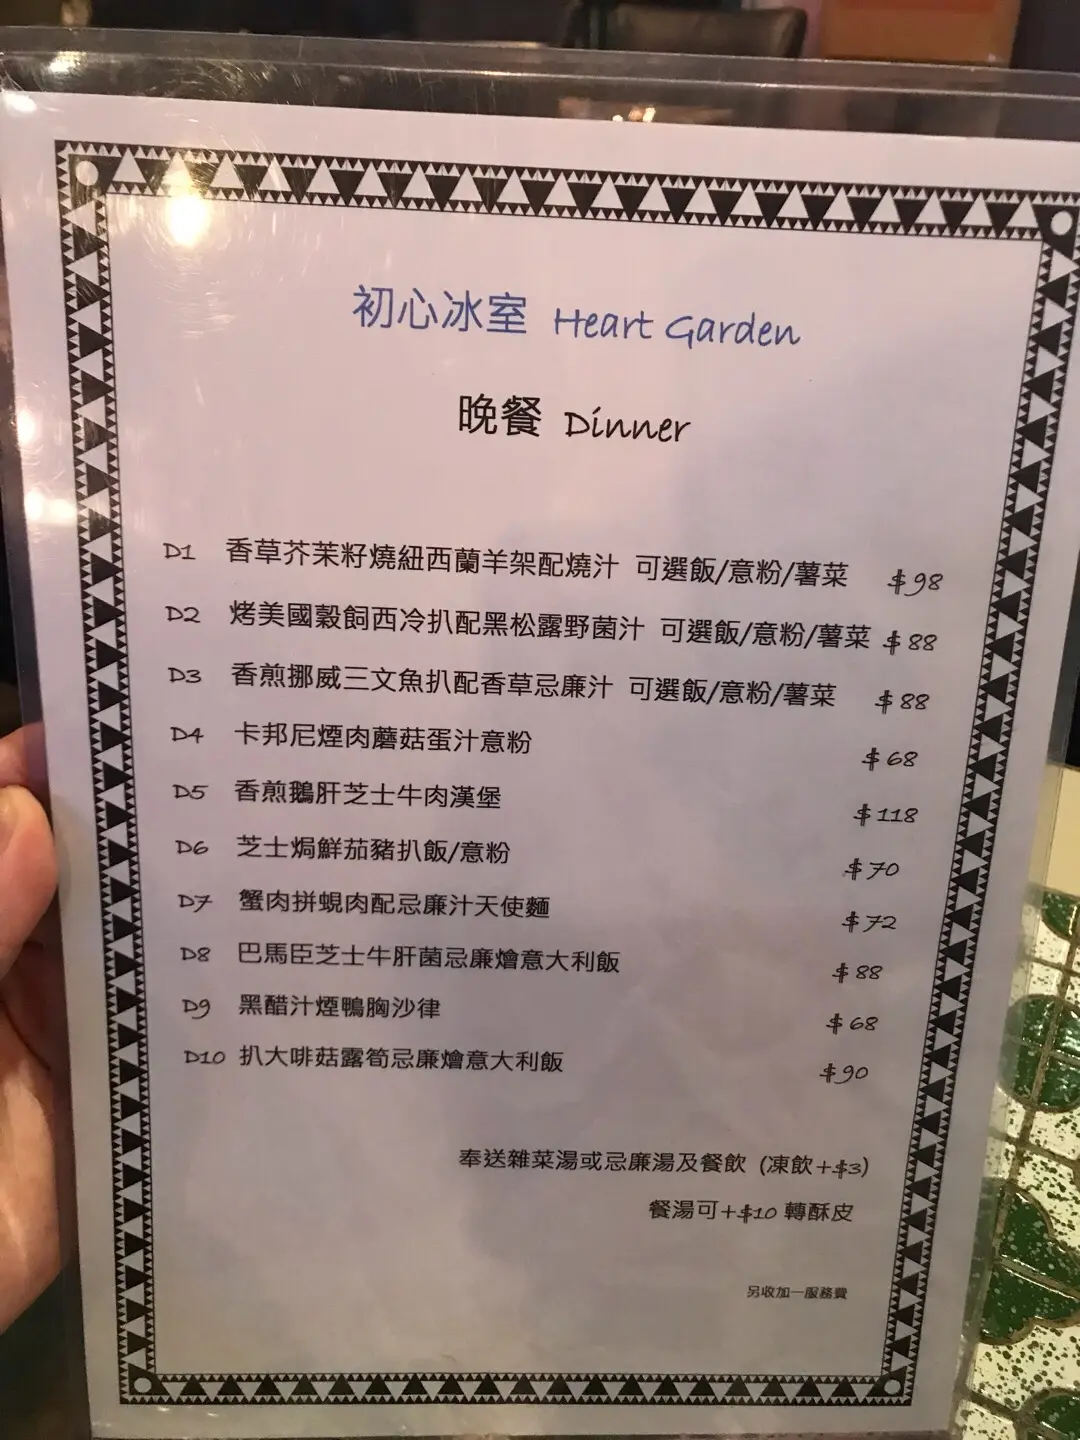 初心冰室 Heart Garden
晚餐 Dinner
D1 香草芥茉籽燒紐西蘭羊架配燒汁 可選飯/意粉/薯菜 $98
D2 烤美國穀飼西冷扒配黑松露野菌汁 可選飯/意粉/薯菜 $88
D3 香煎挪威三文魚扒配香草忌廉汁 可選飯/意粉/薯菜 $88
D4 卡邦尼煙肉蘑菇蛋汁意粉 $68
D5 香煎鵝肝芝士牛肉漢堡 $118
D6 芝士焗鮮茄豬扒飯/意粉 $70
D7 蟹肉拼蜆肉配忌廉汁天使麵 $72
D8 巴馬臣芝士牛肝菌忌廉燴意大利飯 $88
D9 黑醋汁煙鴨胸沙律 $68
D10 扒大啡菇露筍忌廉燴意大利飯 $90
奉送雜菜湯或忌廉湯及餐飲 (凍飲+$3)
餐湯可+$10 轉酥皮
另收加一服務費